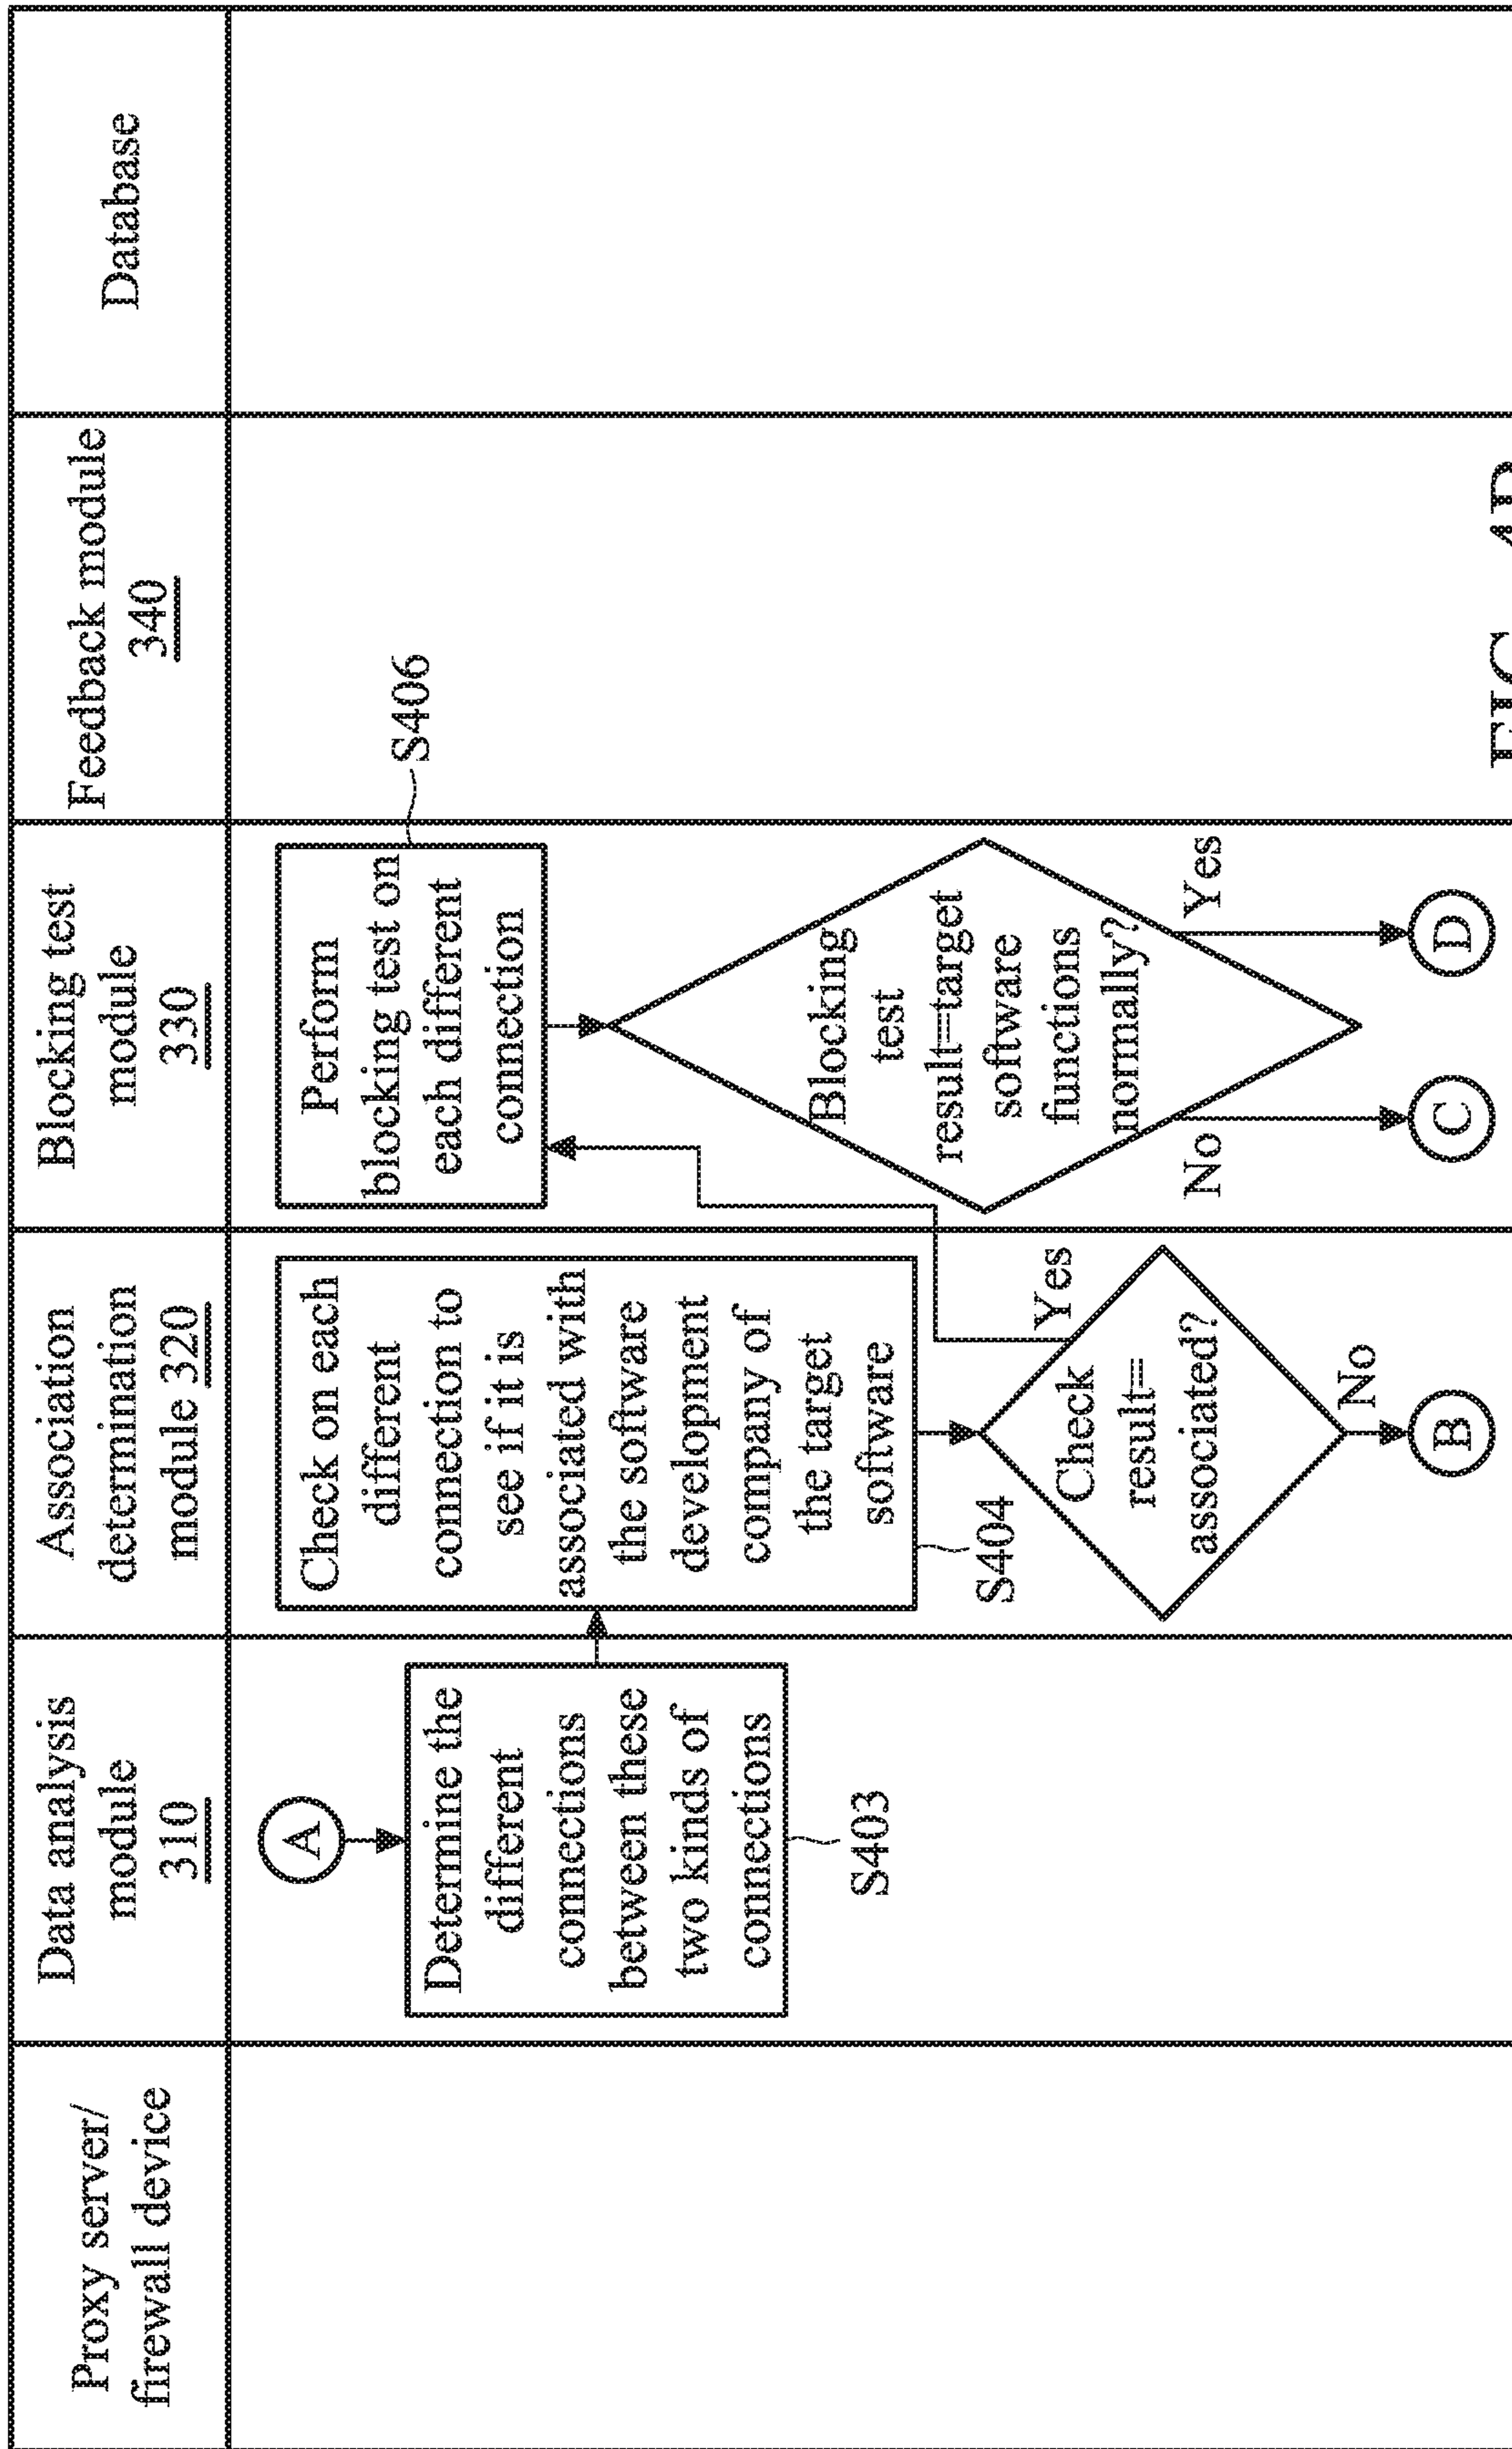 Proxy server/
firewall device
Data analysis
module
310
Association
determination
module 320
Blocking test
module
330
Feedback module
340
Database
A
Determine the
different
connections
between these
two kinds of
connections
S403
Check on each
different
connection to
see if it is
associated with
the software
development
company of
the target
software
S404
Check
result=
associated?
Yes
No
B
Perform
blocking test on
each different
connection
S406
Blocking
test
result=target
software
functions
normally?
No
Yes
C
D